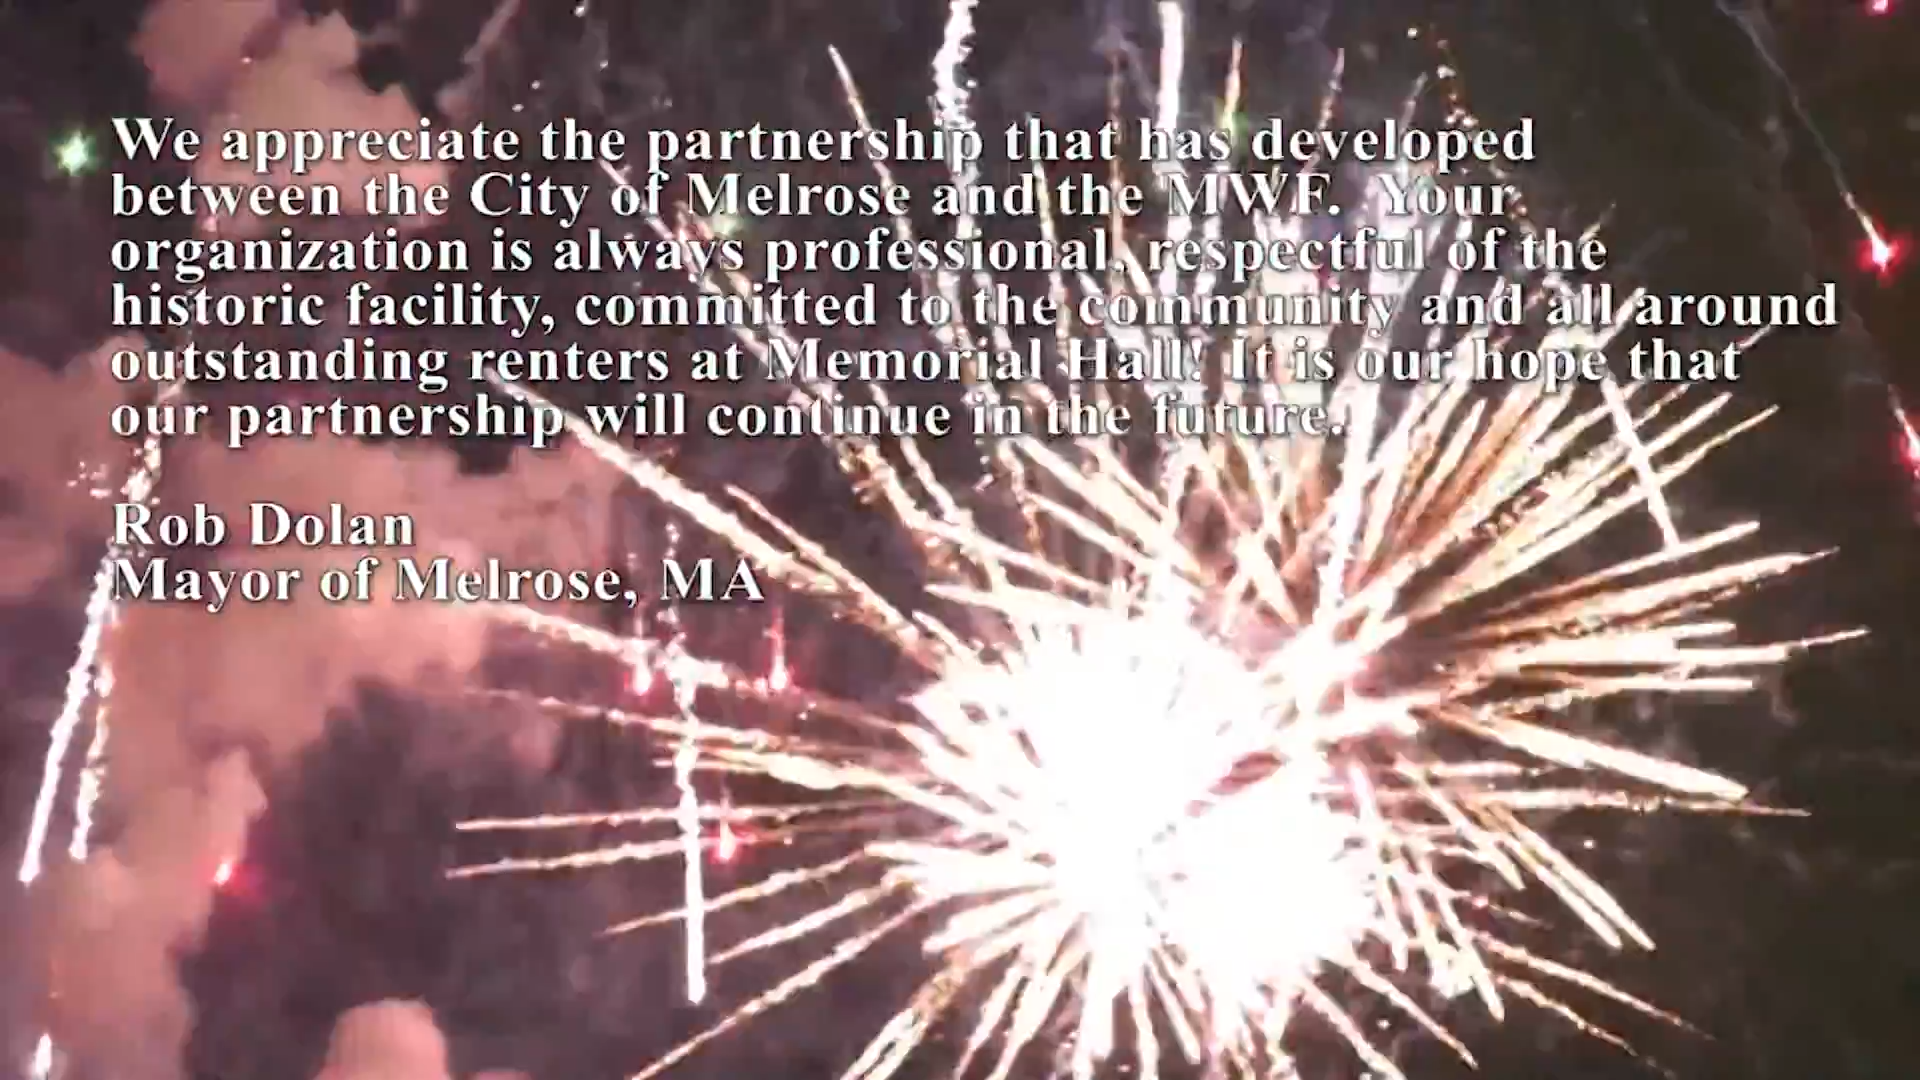 We appreciate the partnership that has developed
between the City of Melrose and the MWF.  Your
organization is always professional, respectful of the
historic facility, committed to the community and all around
outstanding renters at Memorial Hall! It is our hope that
our partnership will continue in the future.
Rob Dolan
Mayor of Melrose, MA